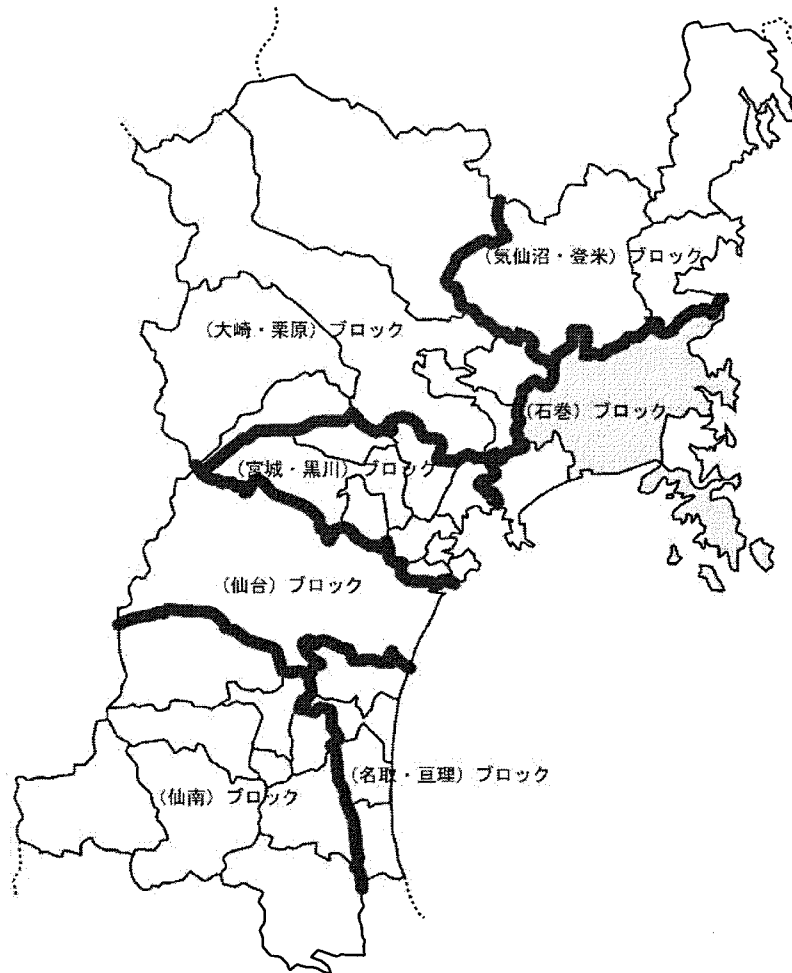 （気仙沼・登米）ブロック
（大崎・栗原）ブロック
（石巻）ブロック
（宮城・黒川）ブロック
（仙台）ブロック
（名取・亘理）ブロック
（仙南）ブロック